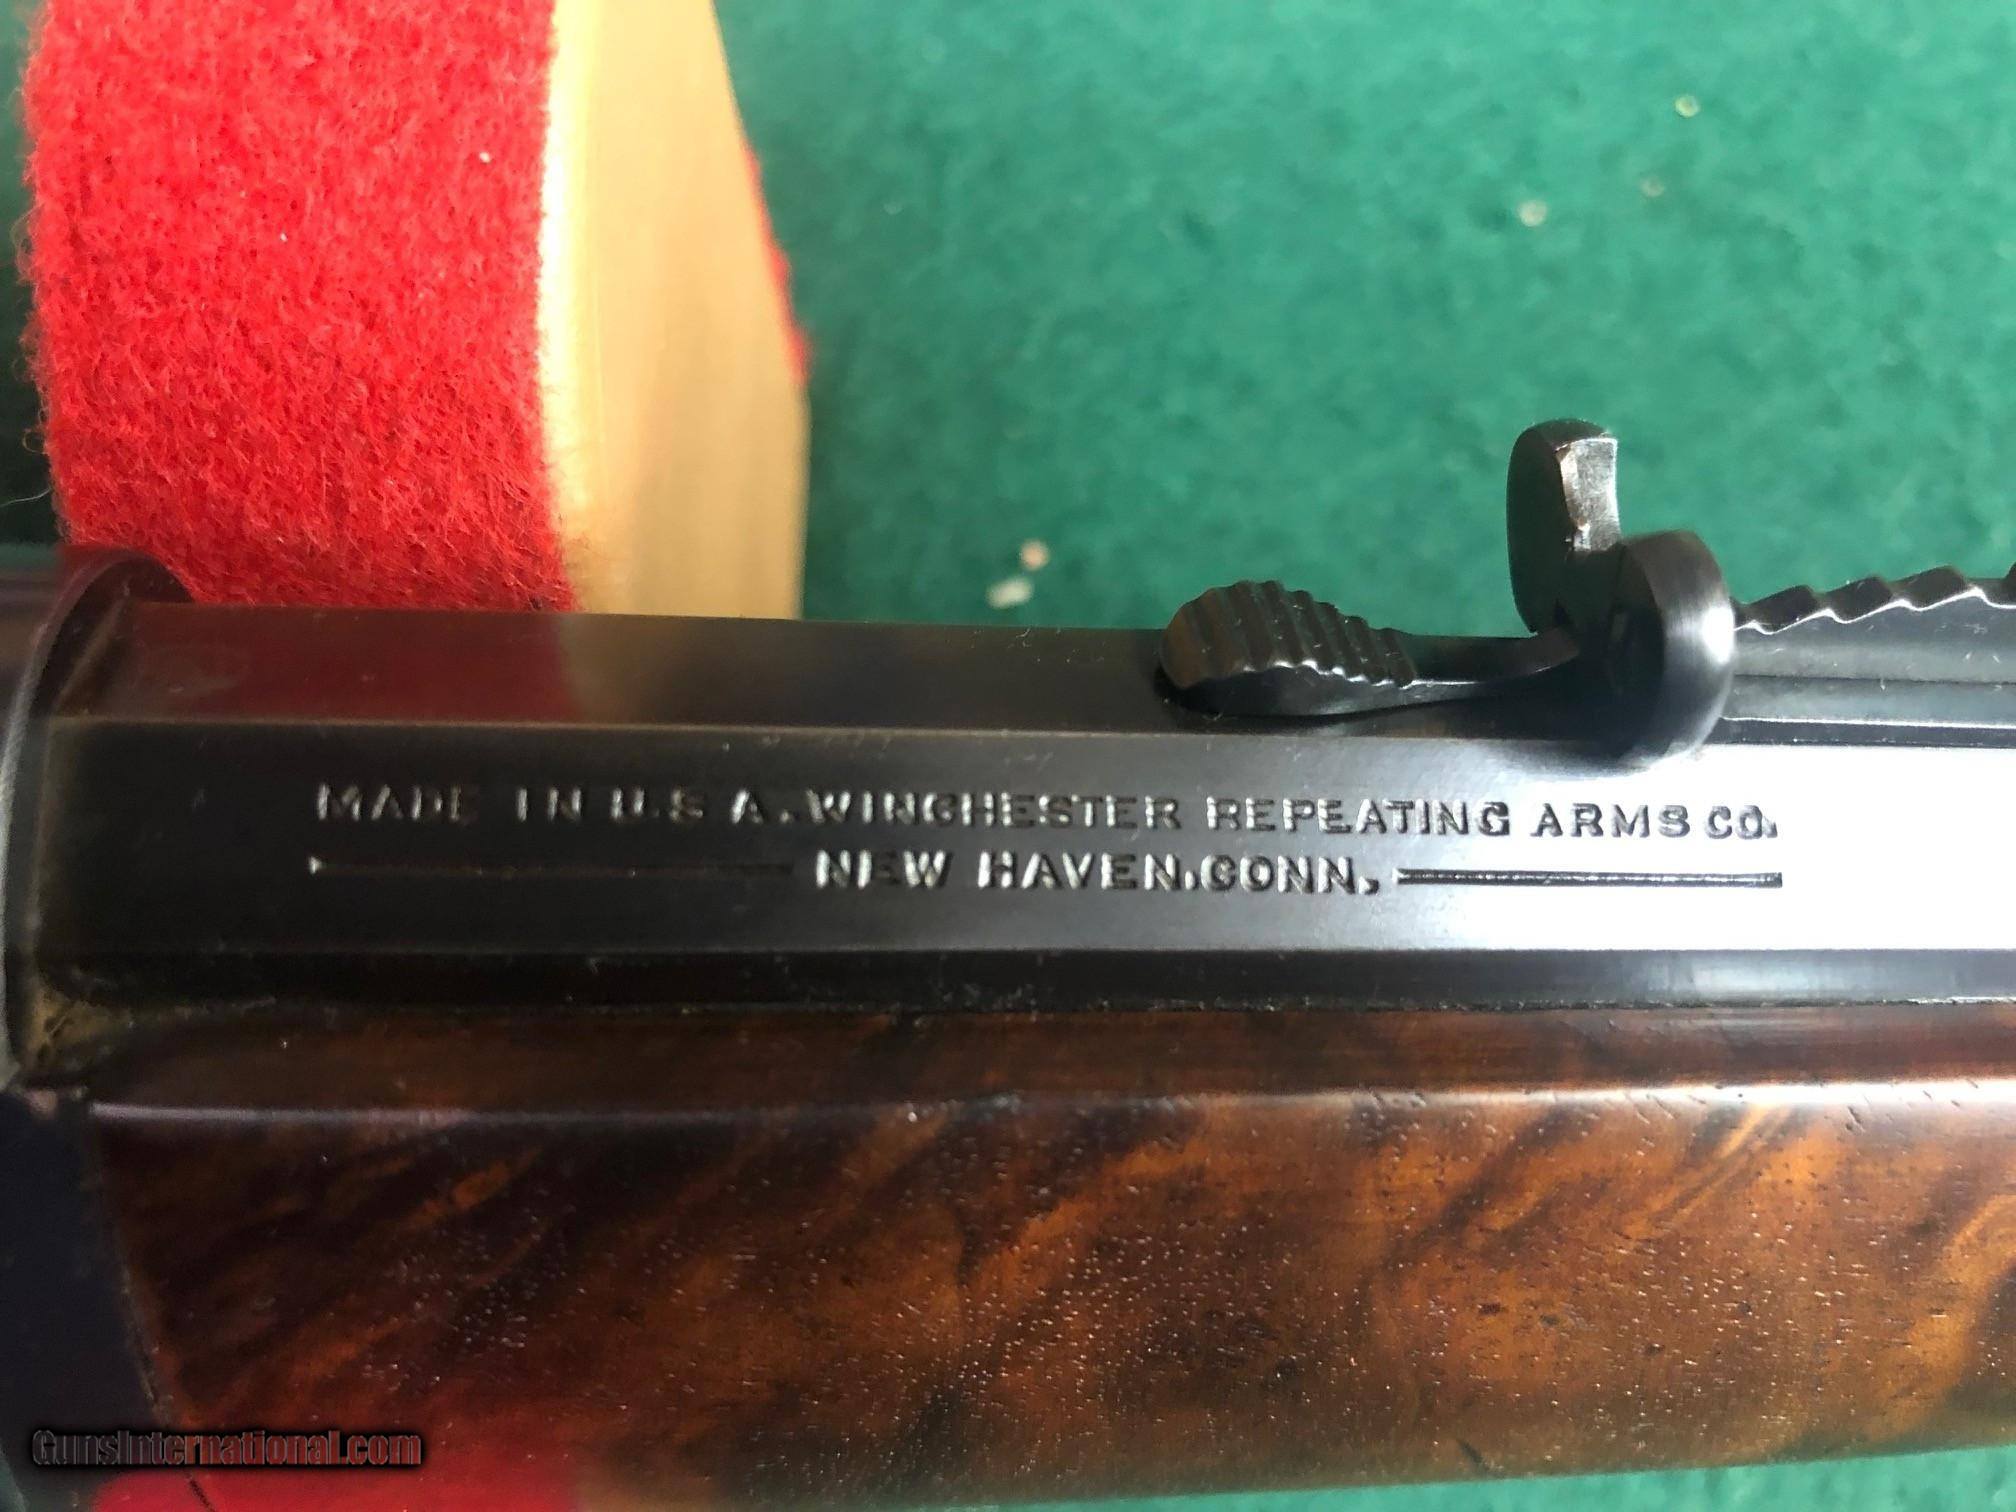 MADE IN U.S.A. WINCHESTER REPEATING ARMS CO.
NEW HAVEN, CONN.
GunsInternational.com